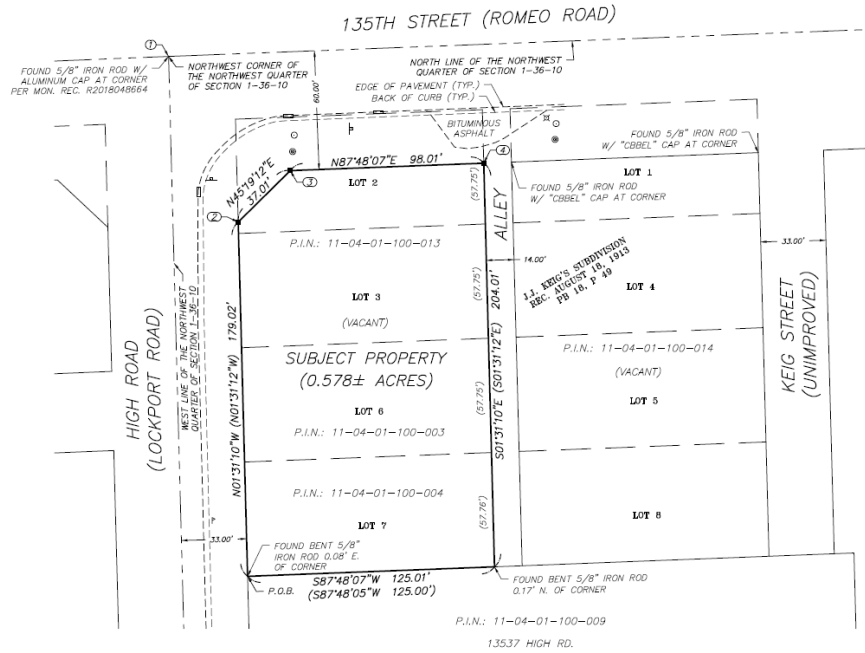 135TH STREET (ROMEO ROAD)
1
FOUND 5/8" IRON ROD W/
ALUMINUM CAP AT CORNER
PER MON. REC. R2018048664
NORTHWEST CORNER OF
THE NORTHWEST QUARTER
OF SECTION 1-36-10
60.00'
NORTH LINE OF THE NORTHWEST
QUARTER OF SECTION 1-36-10
EDGE OF PAVEMENT (TYP.)
BACK OF CURB (TYP.)
BITUMINOUS
ASPHALT
FOUND 5/8" IRON ROD
W/ "CBBEL" CAP AT CORNER
N87°48'07"E 98.01'
4
3
N45°19'12"E
37.01'
2
LOT 2
(57.75')
ALLEY
LOT 1
FOUND 5/8" IRON ROD
W/ "CBBEL" CAP AT CORNER
P.I.N.: 11-04-01-100-013
14.00'
33.00'
LOT 3
(VACANT)
(57.75')
J.J. KEIG'S SUBDIVISION
REC. AUGUST 18, 1913
PB 18, P 49
LOT 4
HIGH ROAD
(LOCKPORT ROAD)
WEST LINE OF THE NORTHWEST
QUARTER OF SECTION 1-36-10
N01°31'10"W (N01°31'12"W) 179.02'
SUBJECT PROPERTY
(0.578± ACRES)
S01°31'10"E (S01°31'12"E) 204.01'
P.I.N.: 11-04-01-100-014
(VACANT)
KEIG STREET
(UNIMPROVED)
LOT 6
(57.75')
LOT 5
P.I.N.: 11-04-01-100-003
P.I.N.: 11-04-01-100-004
LOT 7
(57.76')
LOT 8
33.00'
FOUND BENT 5/8"
IRON ROD 0.08' E.
OF CORNER
P.O.B.
S87°48'07"W 125.01'
(S87°48'05"W 125.00')
FOUND BENT 5/8" IRON ROD
0.17' N. OF CORNER
P.I.N.: 11-04-01-100-009
13537 HIGH RD.